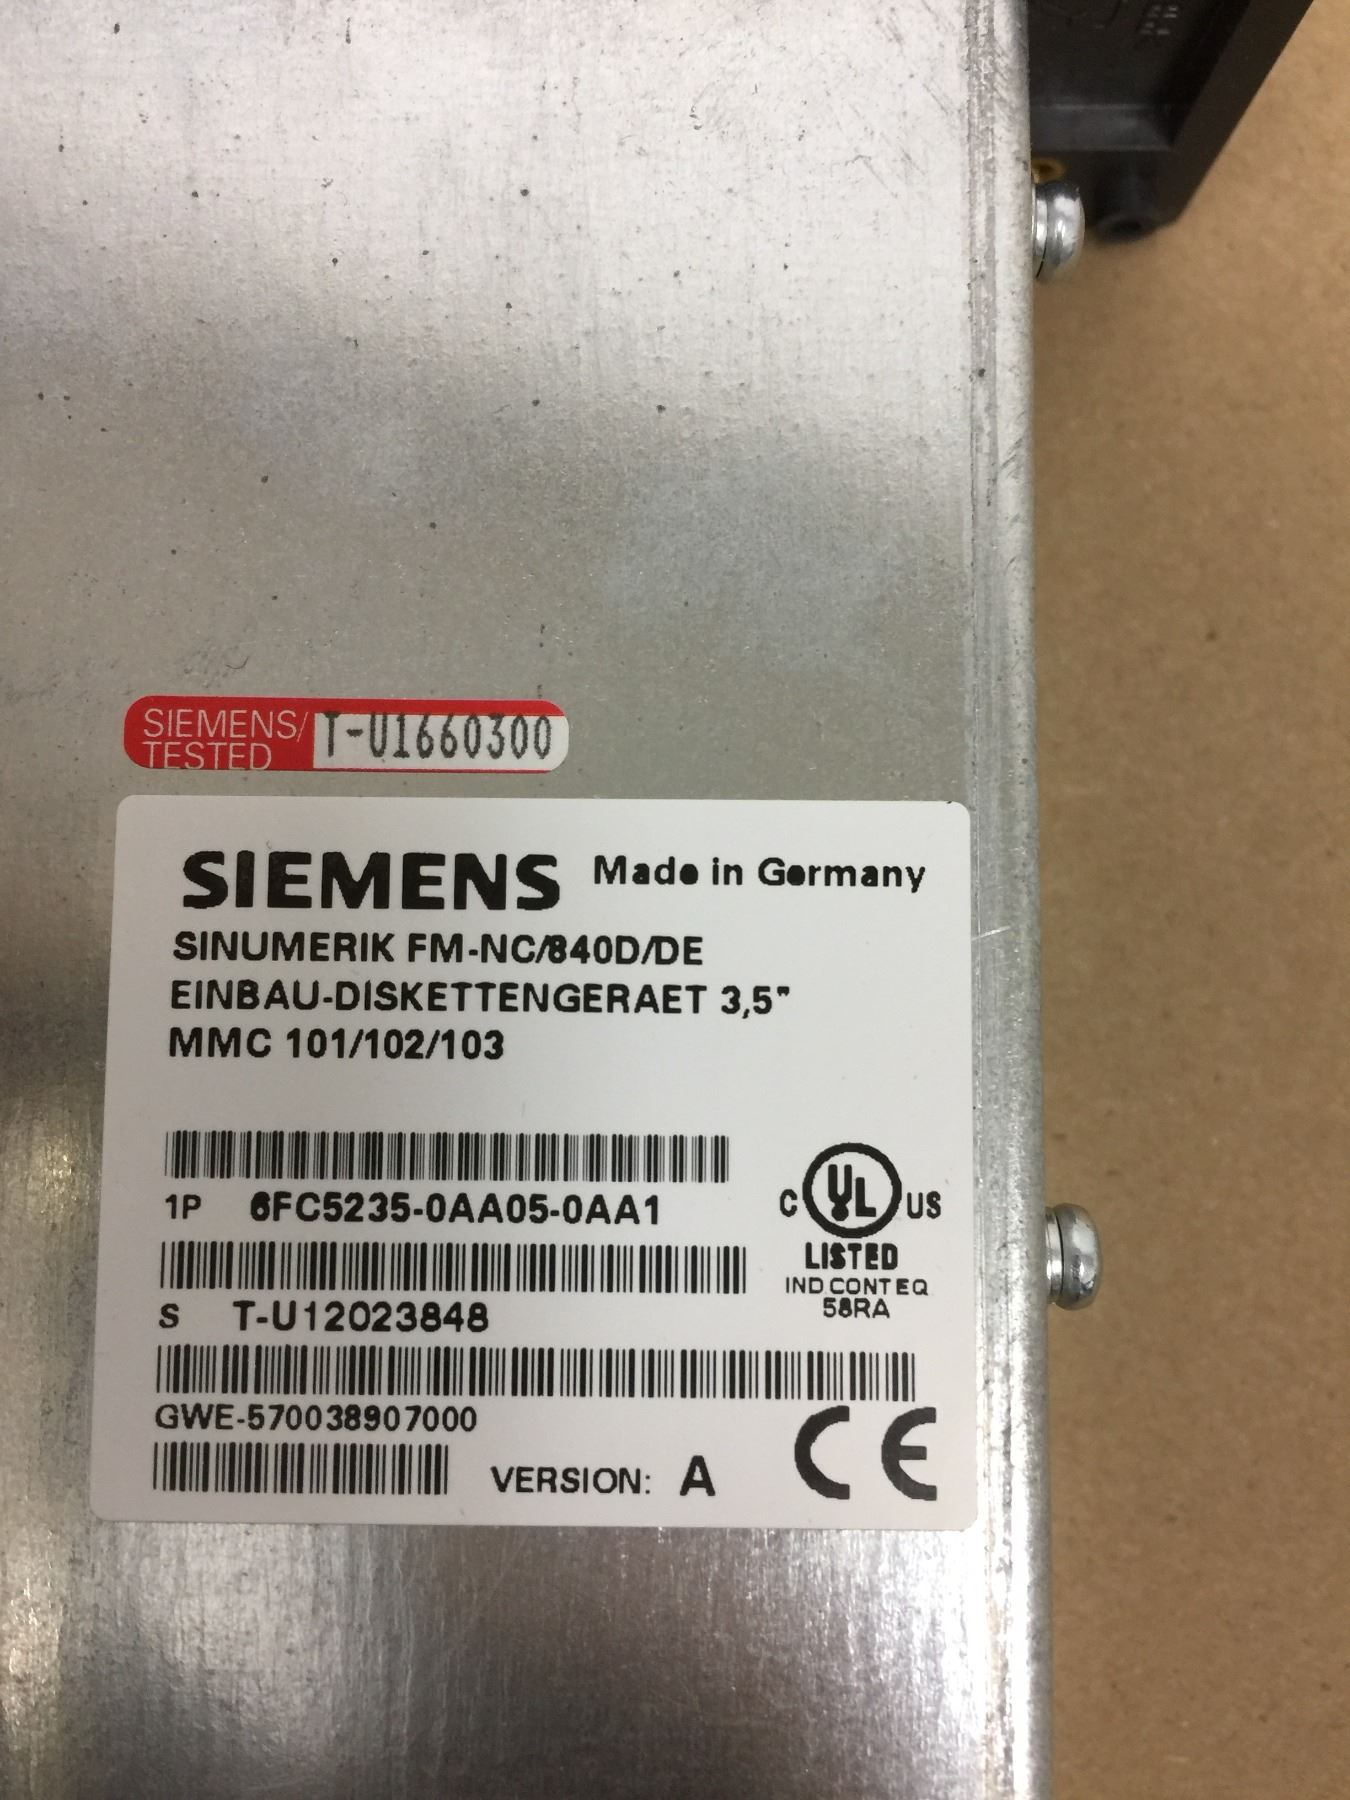 SIEMENS/ T-U1660300
TESTED
SIEMENS Made in Germany
SINUMERIK FM-NC/840D/DE
EINBAU-DISKETTENGERAET 3,5"
MMC 101/102/103
1P 6FC5235-0AA05-0AA1
C UL US
LISTED
IND.CONT EQ
58RA
S T-U12023848
GWE-570038907000
VERSION: A CE